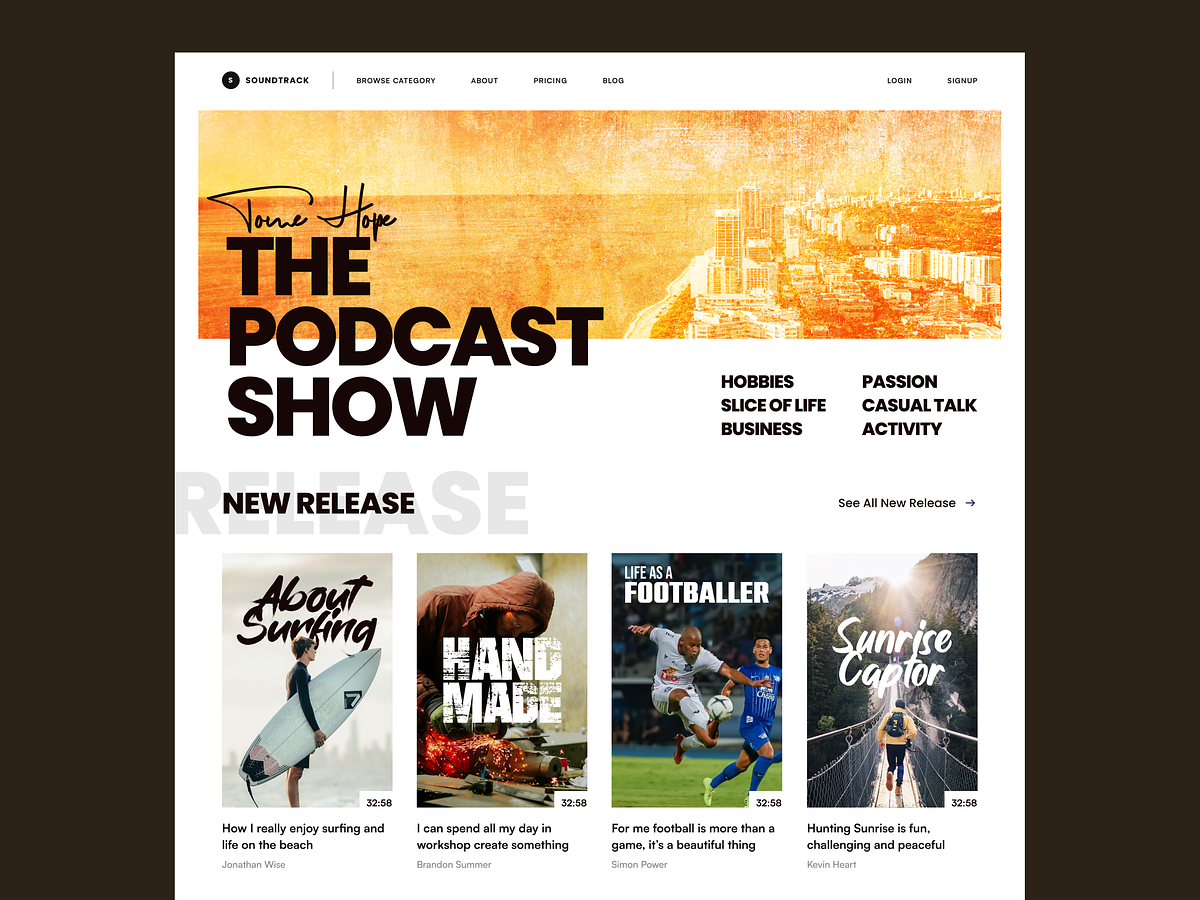 S SOUNDTRACK BROWSE CATEGORY ABOUT PRICING BLOG LOGIN SIGNUP
Tome Hope
THE
PODCAST
SHOW
HOBBIES PASSION
SLICE OF LIFE CASUAL TALK
BUSINESS ACTIVITY
RELEASE
NEW RELEASE
See All New Release →
About
Surfing
7
32:58
How I really enjoy surfing and
life on the beach
Jonathan Wise
HAND
MADE
32:58
I can spend all my day in
workshop create something
Brandon Summer
LIFE AS A
FOOTBALLER
32:58
For me football is more than a
game, it's a beautiful thing
Simon Power
Sunrise
Captor
32:58
Hunting Sunrise is fun,
challenging and peaceful
Kevin Heart